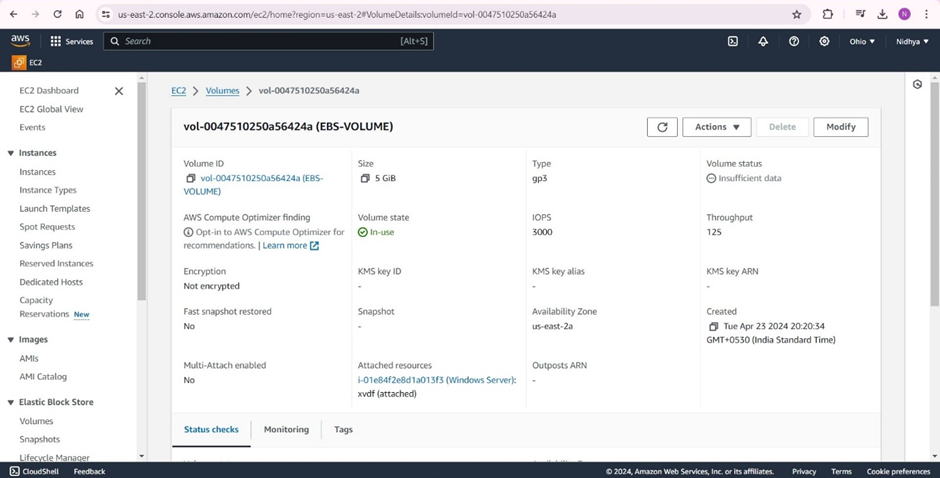 us-east-2.console.aws.amazon.com/ec2/home?region=us-east-2#VolumeDetails:volumeId=vol-0047510250a56424a
N
aws
Services
Search
[Alt+S]
Ohio
Nidhya
EC2
EC2 Dashboard
EC2 Global View
Events
Instances
Instances
Instance Types
Launch Templates
Spot Requests
Savings Plans
Reserved Instances
Dedicated Hosts
Capacity
Reservations New
Images
AMIs
AMI Catalog
Elastic Block Store
Volumes
Snapshots
Lifecycle Manager
EC2 > Volumes > vol-0047510250a56424a
vol-0047510250a56424a (EBS-VOLUME)
Actions
Delete
Modify
Volume ID
vol-0047510250a56424a (EBS-
VOLUME)
Size
5 GiB
Type
gp3
Volume status
Insufficient data
AWS Compute Optimizer finding
Opt-in to AWS Compute Optimizer for
recommendations. | Learn more
Volume state
In-use
IOPS
3000
Throughput
125
Encryption
Not encrypted
KMS key ID
-
KMS key alias
-
KMS key ARN
-
Fast snapshot restored
No
Snapshot
-
Availability Zone
us-east-2a
Created
Tue Apr 23 2024 20:20:34
GMT+0530 (India Standard Time)
Multi-Attach enabled
No
Attached resources
i-01e84f2e8d1a013f3 (Windows Server):
xvdf (attached)
Outposts ARN
-
Status checks
Monitoring
Tags
CloudShell
Feedback
© 2024, Amazon Web Services, Inc. or its affiliates.
Privacy
Terms
Cookie preferences